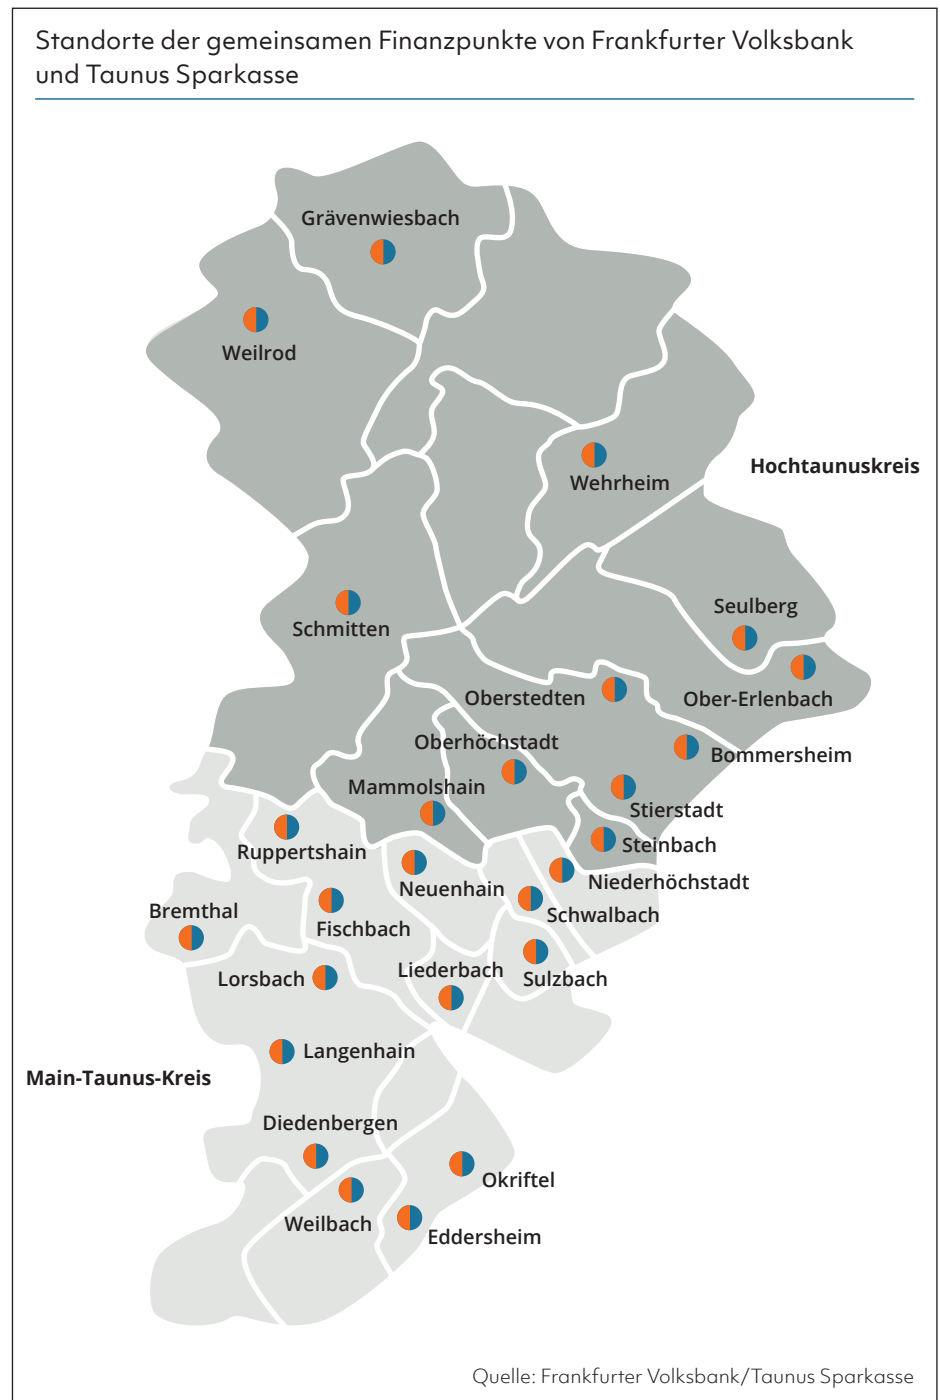 Standorte der gemeinsamen Finanzpunkte von Frankfurter Volksbank
und Taunus Sparkasse
Grävenwiesbach
Weilrod
Hochtaunuskreis
Wehrheim
Seulberg
Schmitten
Oberstedten
Ober-Erlenbach
Oberhöchstadt
Bommersheim
Mammolshain
Stierstadt
Steinbach
Ruppertshain
Niederhöchstadt
Neuenhain
Bremthal
Schwalbach
Fischbach
Liederbach
Lorsbach
Sulzbach
Langenhain
Main-Taunus-Kreis
Diedenbergen
Okriftel
Weilbach
Eddersheim
Quelle: Frankfurter Volksbank/Taunus Sparkasse